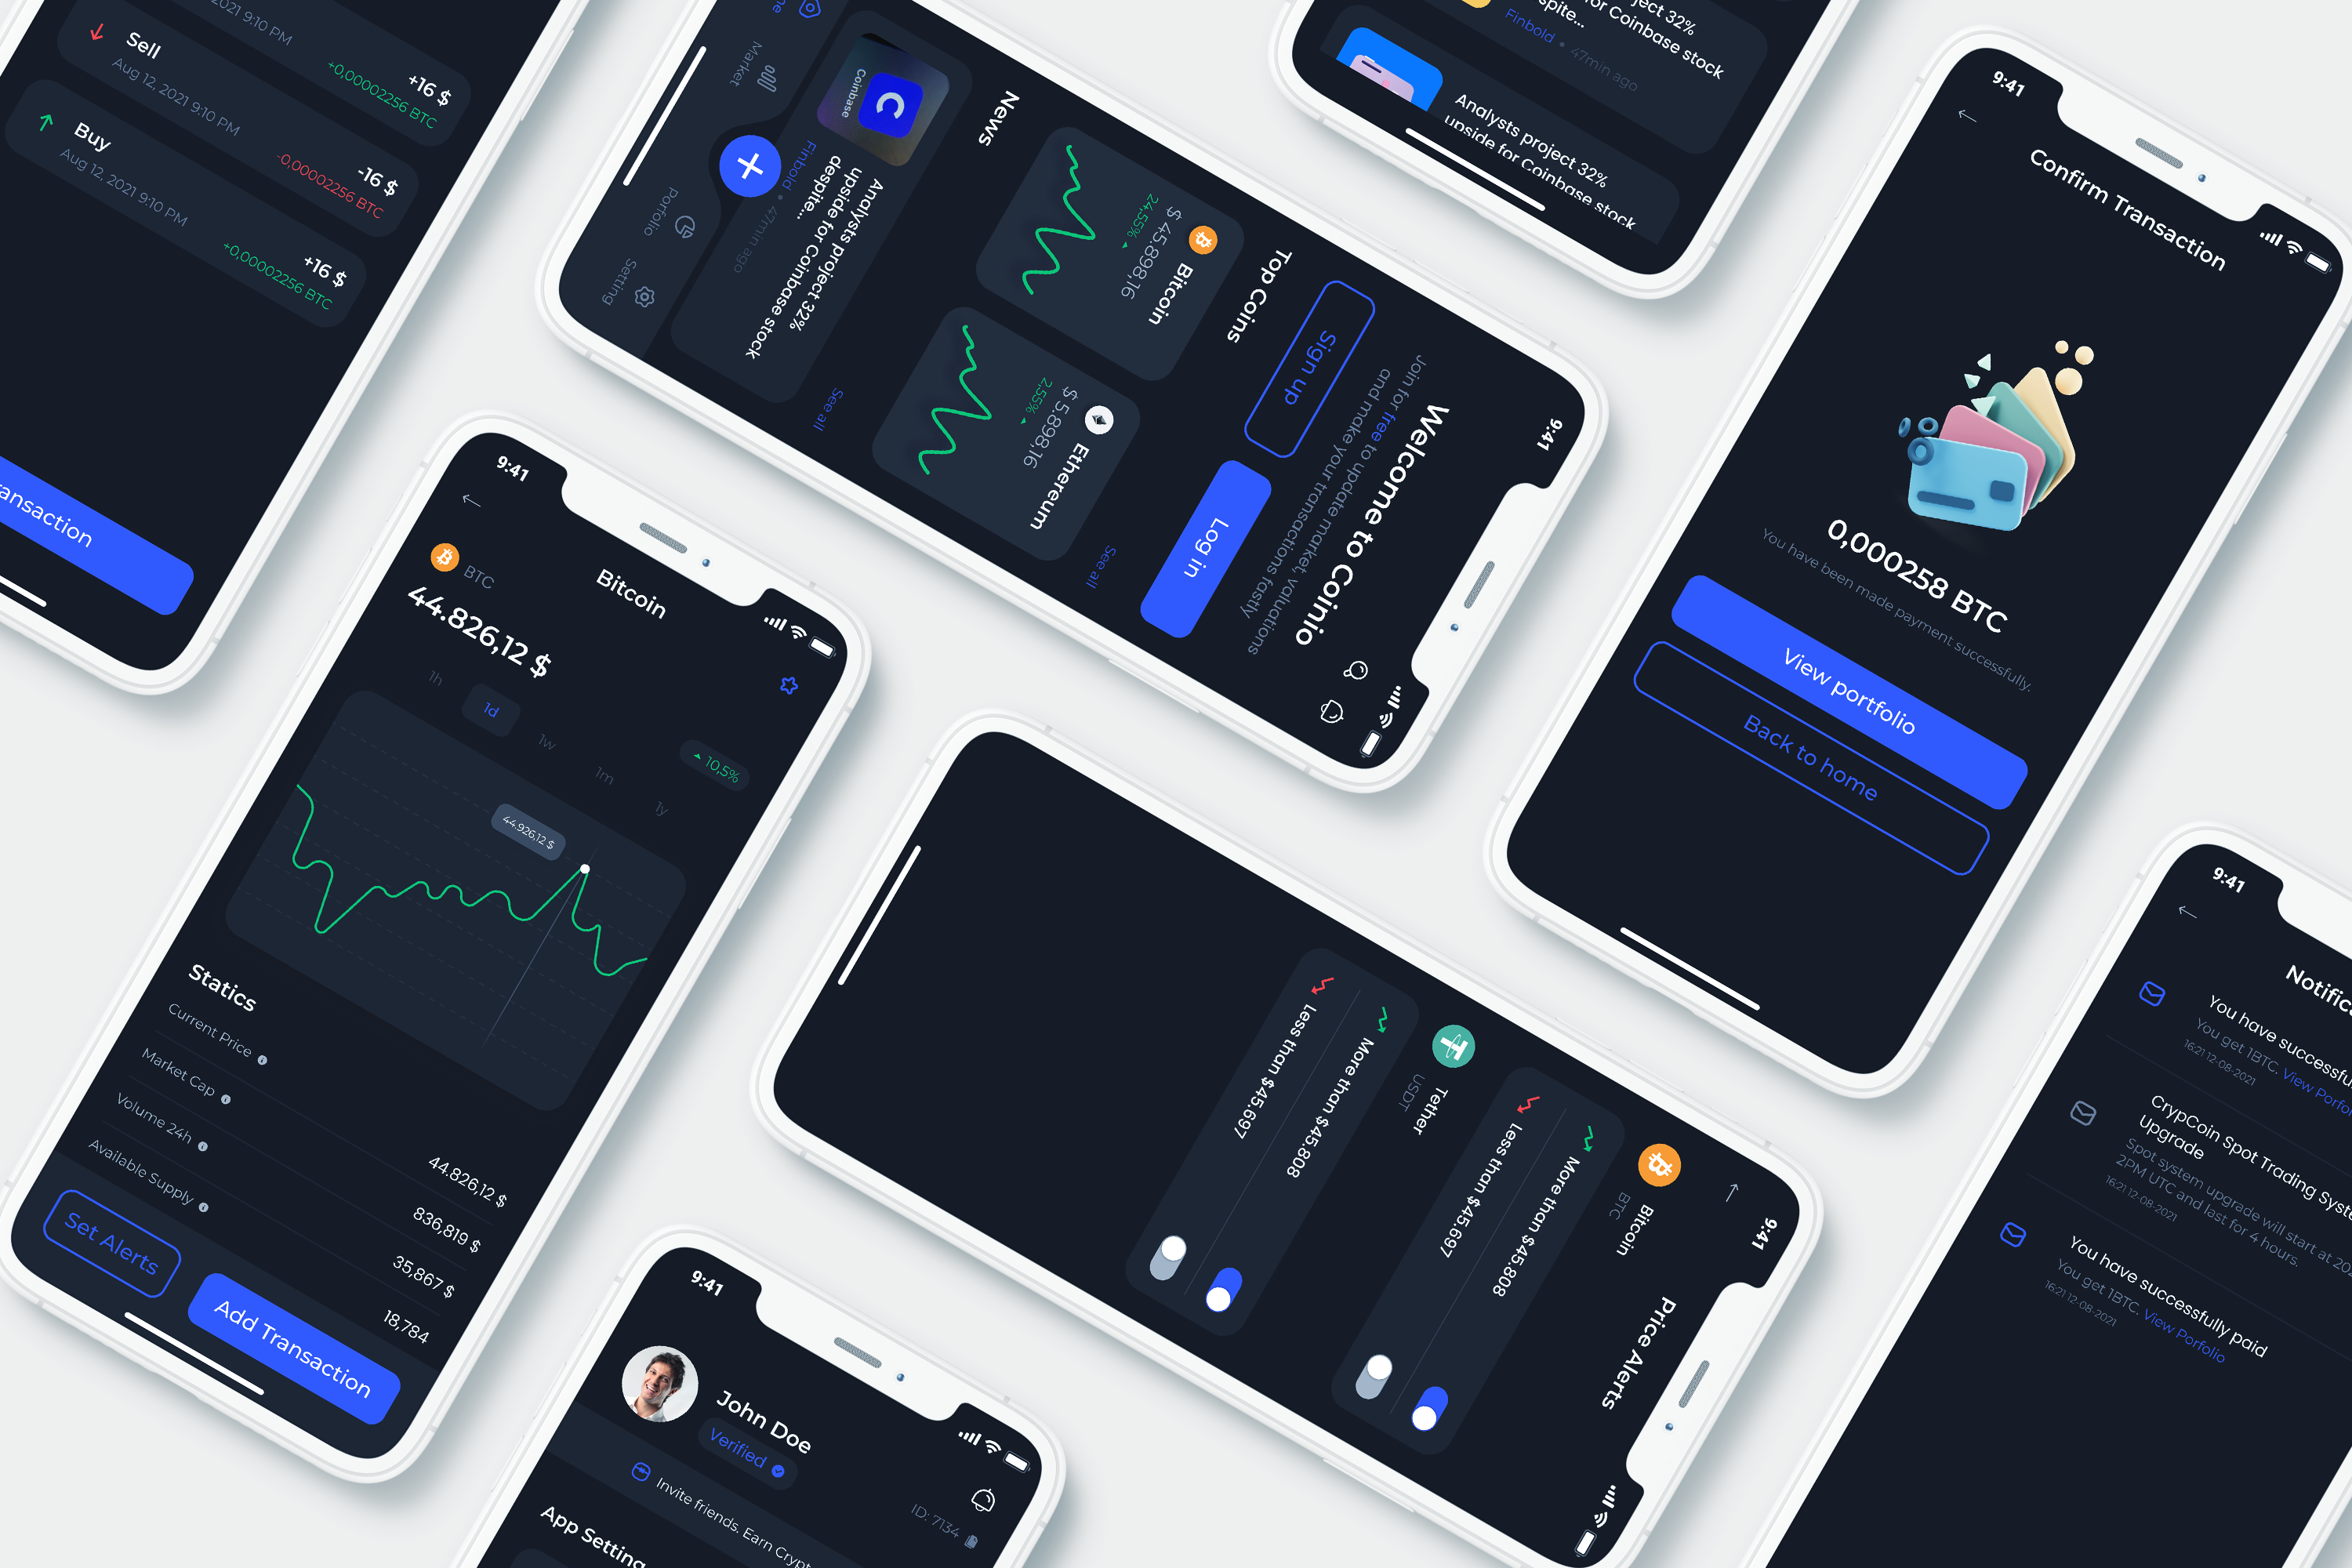 2021 9:10 PM
+16 $
+0,00002256 BTC
Sell
Aug 12, 2021 9:10 PM
-16 $
-0,00002256 BTC
Buy
Aug 12, 2021 9:10 PM
+16 $
+0,00002256 BTC
ansaction
9:41
Welcome to Coinio
Join for free to update market, valuations
and make your transactions fastly
Sign up
Log in
Top Coins
See all
Bitcoin
$ 45.898,16
24,55%
Ethereum
$ 5.898,16
2,55%
News
See all
Coinbase
Analysts project 32%
upside for Coinbase stock
despite...
Finbold • 47min ago
Market
Porfolio
Setting
ject 32%
for Coinbase stock
spite...
Finbold • 47min ago
Analysts project 32%
upside for Coinbase stock
9:41
Confirm Transaction
0,000258 BTC
You have been made payment successfully.
View portfolio
Back to home
9:41
Bitcoin
BTC
44.826,12 $
10,5%
1h
1d
1w
1m
1y
44.926,12 $
Statics
Current Price
44.826,12 $
Market Cap
836,819 $
Volume 24h
35,867 $
Available Supply
18,784
Set Alerts
Add Transaction
9:41
Price Alerts
Bitcoin
BTC
More than $45.808
Less than $45.697
Tether
USDT
More than $45.808
Less than $45.697
9:41
John Doe
Verified
ID: 7134
Invite friends, Earn Crypt
App Setting
9:41
Notific
You have successfu
You get 1BTC. View Porfo
16:21 12-08-2021
CrypCoin Spot Trading Syst
Upgrade
Spot system upgrade will start at 202
2PM UTC and last for 4 hours.
16:21 12-08-2021
You have successfully paid
You get 1BTC. View Porfolio
16:21 12-08-2021